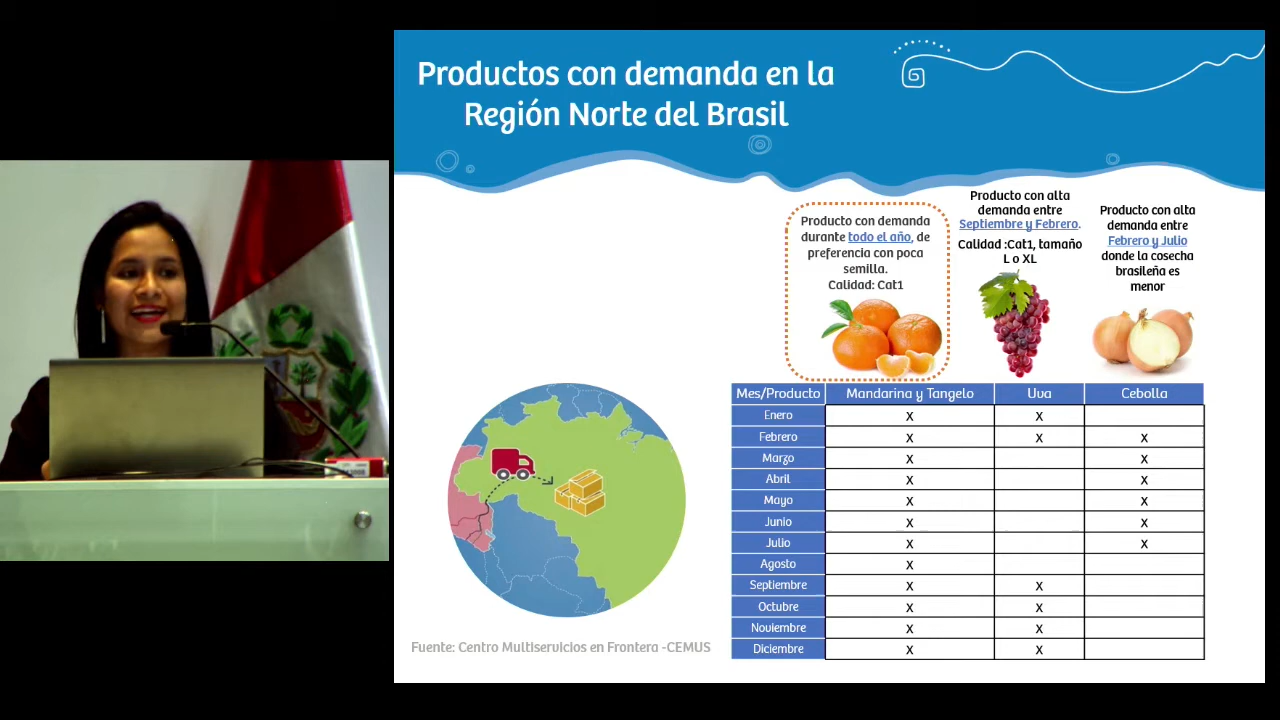 Productos con demanda en la
Región Norte del Brasil
Producto con demanda
durante todo el año, de
preferencia con poca
semilla.
Calidad: Cat1
Producto con alta
demanda entre
Septiembre y Febrero.
Calidad :Cat1, tamaño
L o XL
Producto con alta
demanda entre
Febrero y Julio
donde la cosecha
brasileña es
menor
Mes/Producto Mandarina y Tangelo Uva Cebolla
Enero x x
Febrero x x x
Marzo x x
Abril x x
Mayo x x
Junio x x
Julio x x
Agosto x
Septiembre x x
Octubre x x
Noviembre x x
Diciembre x x
Fuente: Centro Multiservicios en Frontera -CEMUS